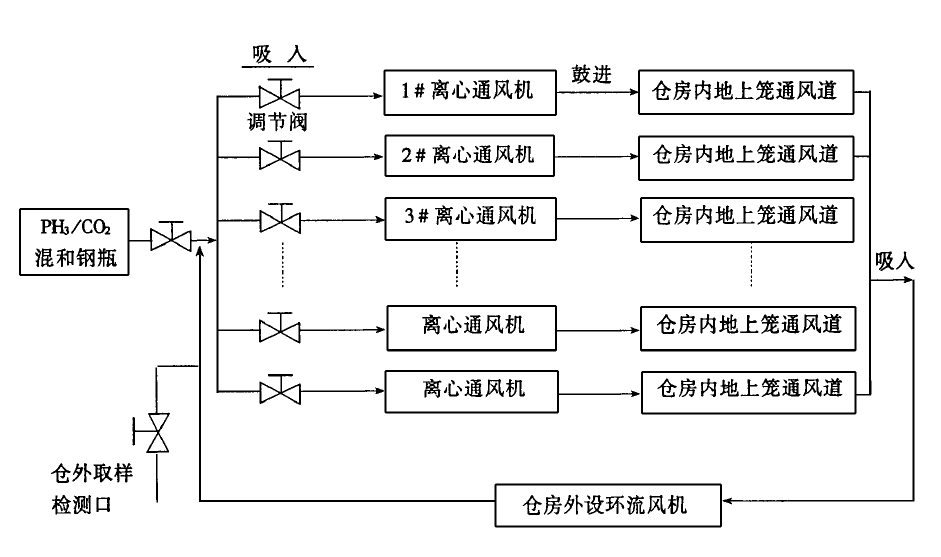 吸人
1#离心通风机
鼓进
仓房内地上笼通风道
调节阀
2#离心通风机
仓房内地上笼通风道
3#离心通风机
仓房内地上笼通风道
PH₃/CO₂
混和钢瓶
吸人
离心通风机
仓房内地上笼通风道
离心通风机
仓房内地上笼通风道
仓外取样
检测口
仓房外设环流风机